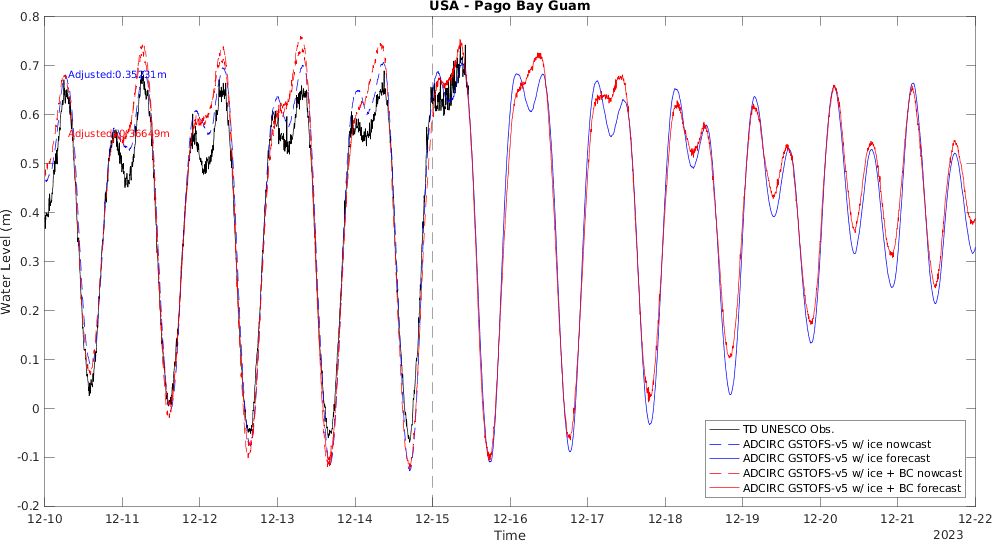 USA - Pago Bay Guam
0.8
0.7
0.6
0.5
0.4
0.3
0.2
0.1
0
-0.1
-0.2
Water Level (m)
Adjusted:0.35231m
Adjusted:0.36649m
TD UNESCO Obs.
ADCIRC GSTOFS-v5 w/ ice nowcast
ADCIRC GSTOFS-v5 w/ ice forecast
ADCIRC GSTOFS-v5 w/ ice + BC nowcast
ADCIRC GSTOFS-v5 w/ ice + BC forecast
12-10 12-11 12-12 12-13 12-14 12-15 12-16 12-17 12-18 12-19 12-20 12-21 12-22
Time
2023